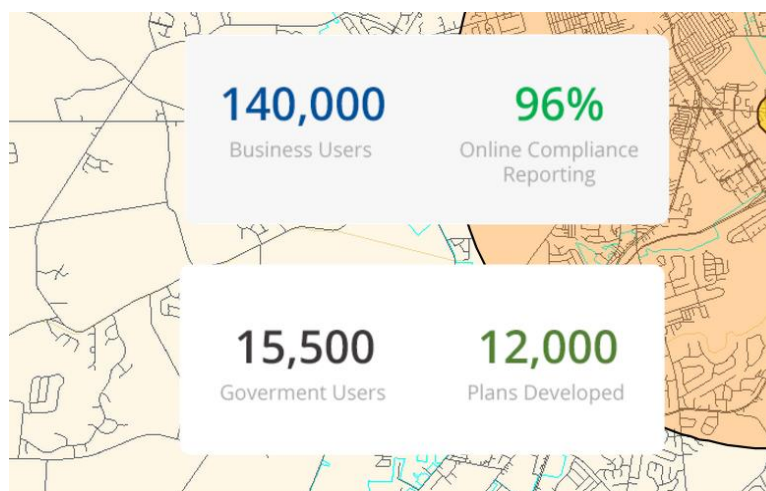 140,000
96%
Business Users
Online Compliance
Reporting
15,500
12,000
Goverment Users
Plans Developed